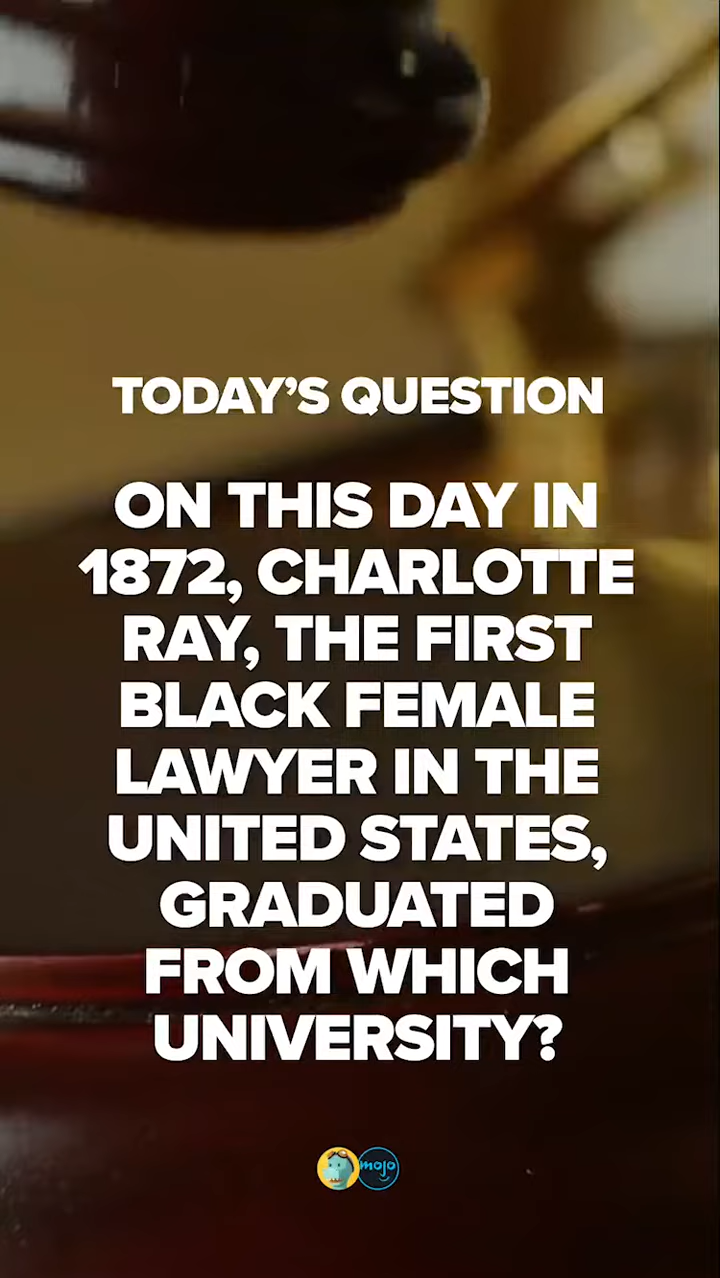 TODAY'S QUESTION
ON THIS DAY IN
1872, CHARLOTTE
RAY, THE FIRST
BLACK FEMALE
LAWYER IN THE
UNITED STATES,
GRADUATED
FROM WHICH
UNIVERSITY?
mojo